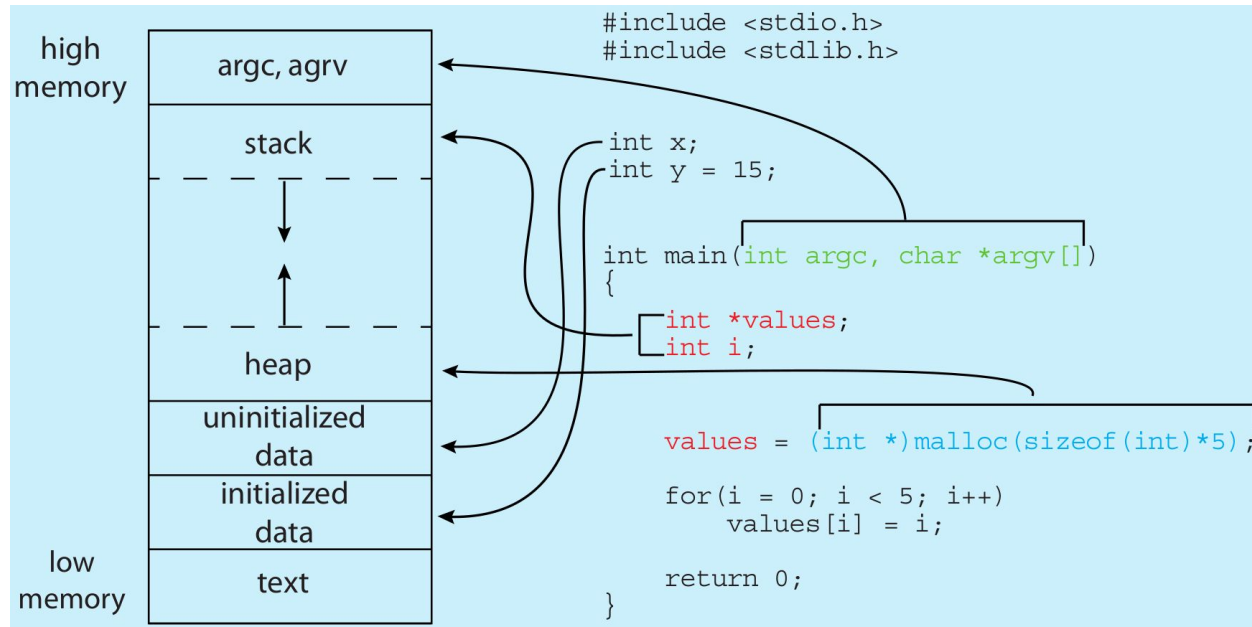 high
memory
argc, agrv
stack
heap
uninitialized
data
initialized
data
text
low
memory
#include <stdio.h>
#include <stdlib.h>
int x;
int y = 15;
int main(int argc, char *argv[])
{
int *values;
int i;
values = (int *)malloc(sizeof(int)*5);
for(i = 0; i < 5; i++)
values[i] = i;
return 0;
}